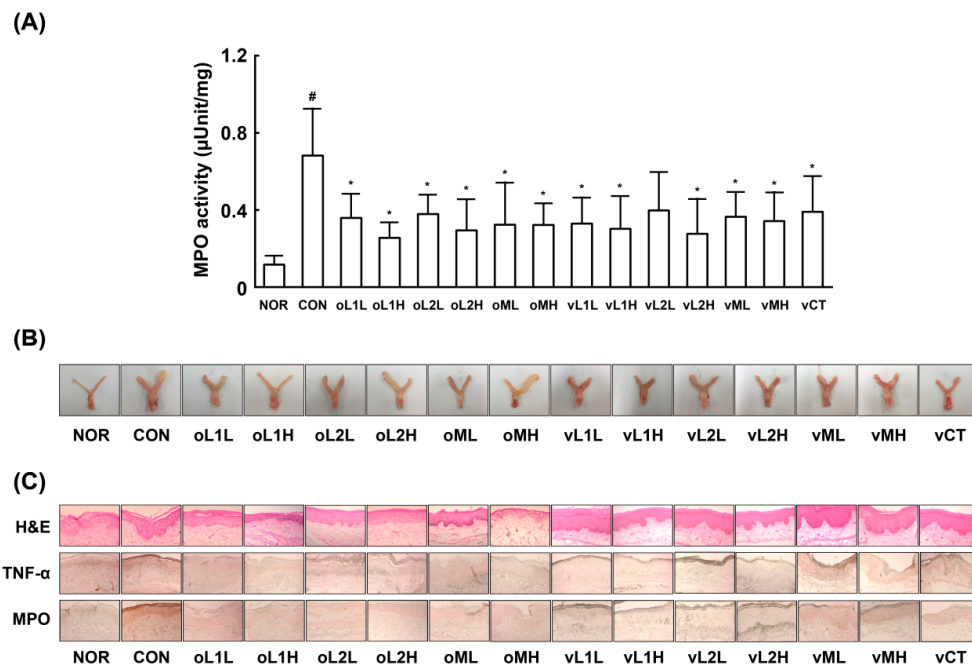 (A)
MPO activity (µUnit/mg)
1.2
0.8
0.4
0
#
* * * * * * * * * * * *
NOR CON oL1L oL1H oL2L oL2H oML oMH vL1L vL1H vL2L vL2H vML vMH vCT
(B)
NOR CON oL1L oL1H oL2L oL2H oML oMH vL1L vL1H vL2L vL2H vML vMH vCT
(C)
H&E
TNF-α
MPO
NOR CON oL1L oL1H oL2L oL2H oML oMH vL1L vL1H vL2L vL2H vML vMH vCT